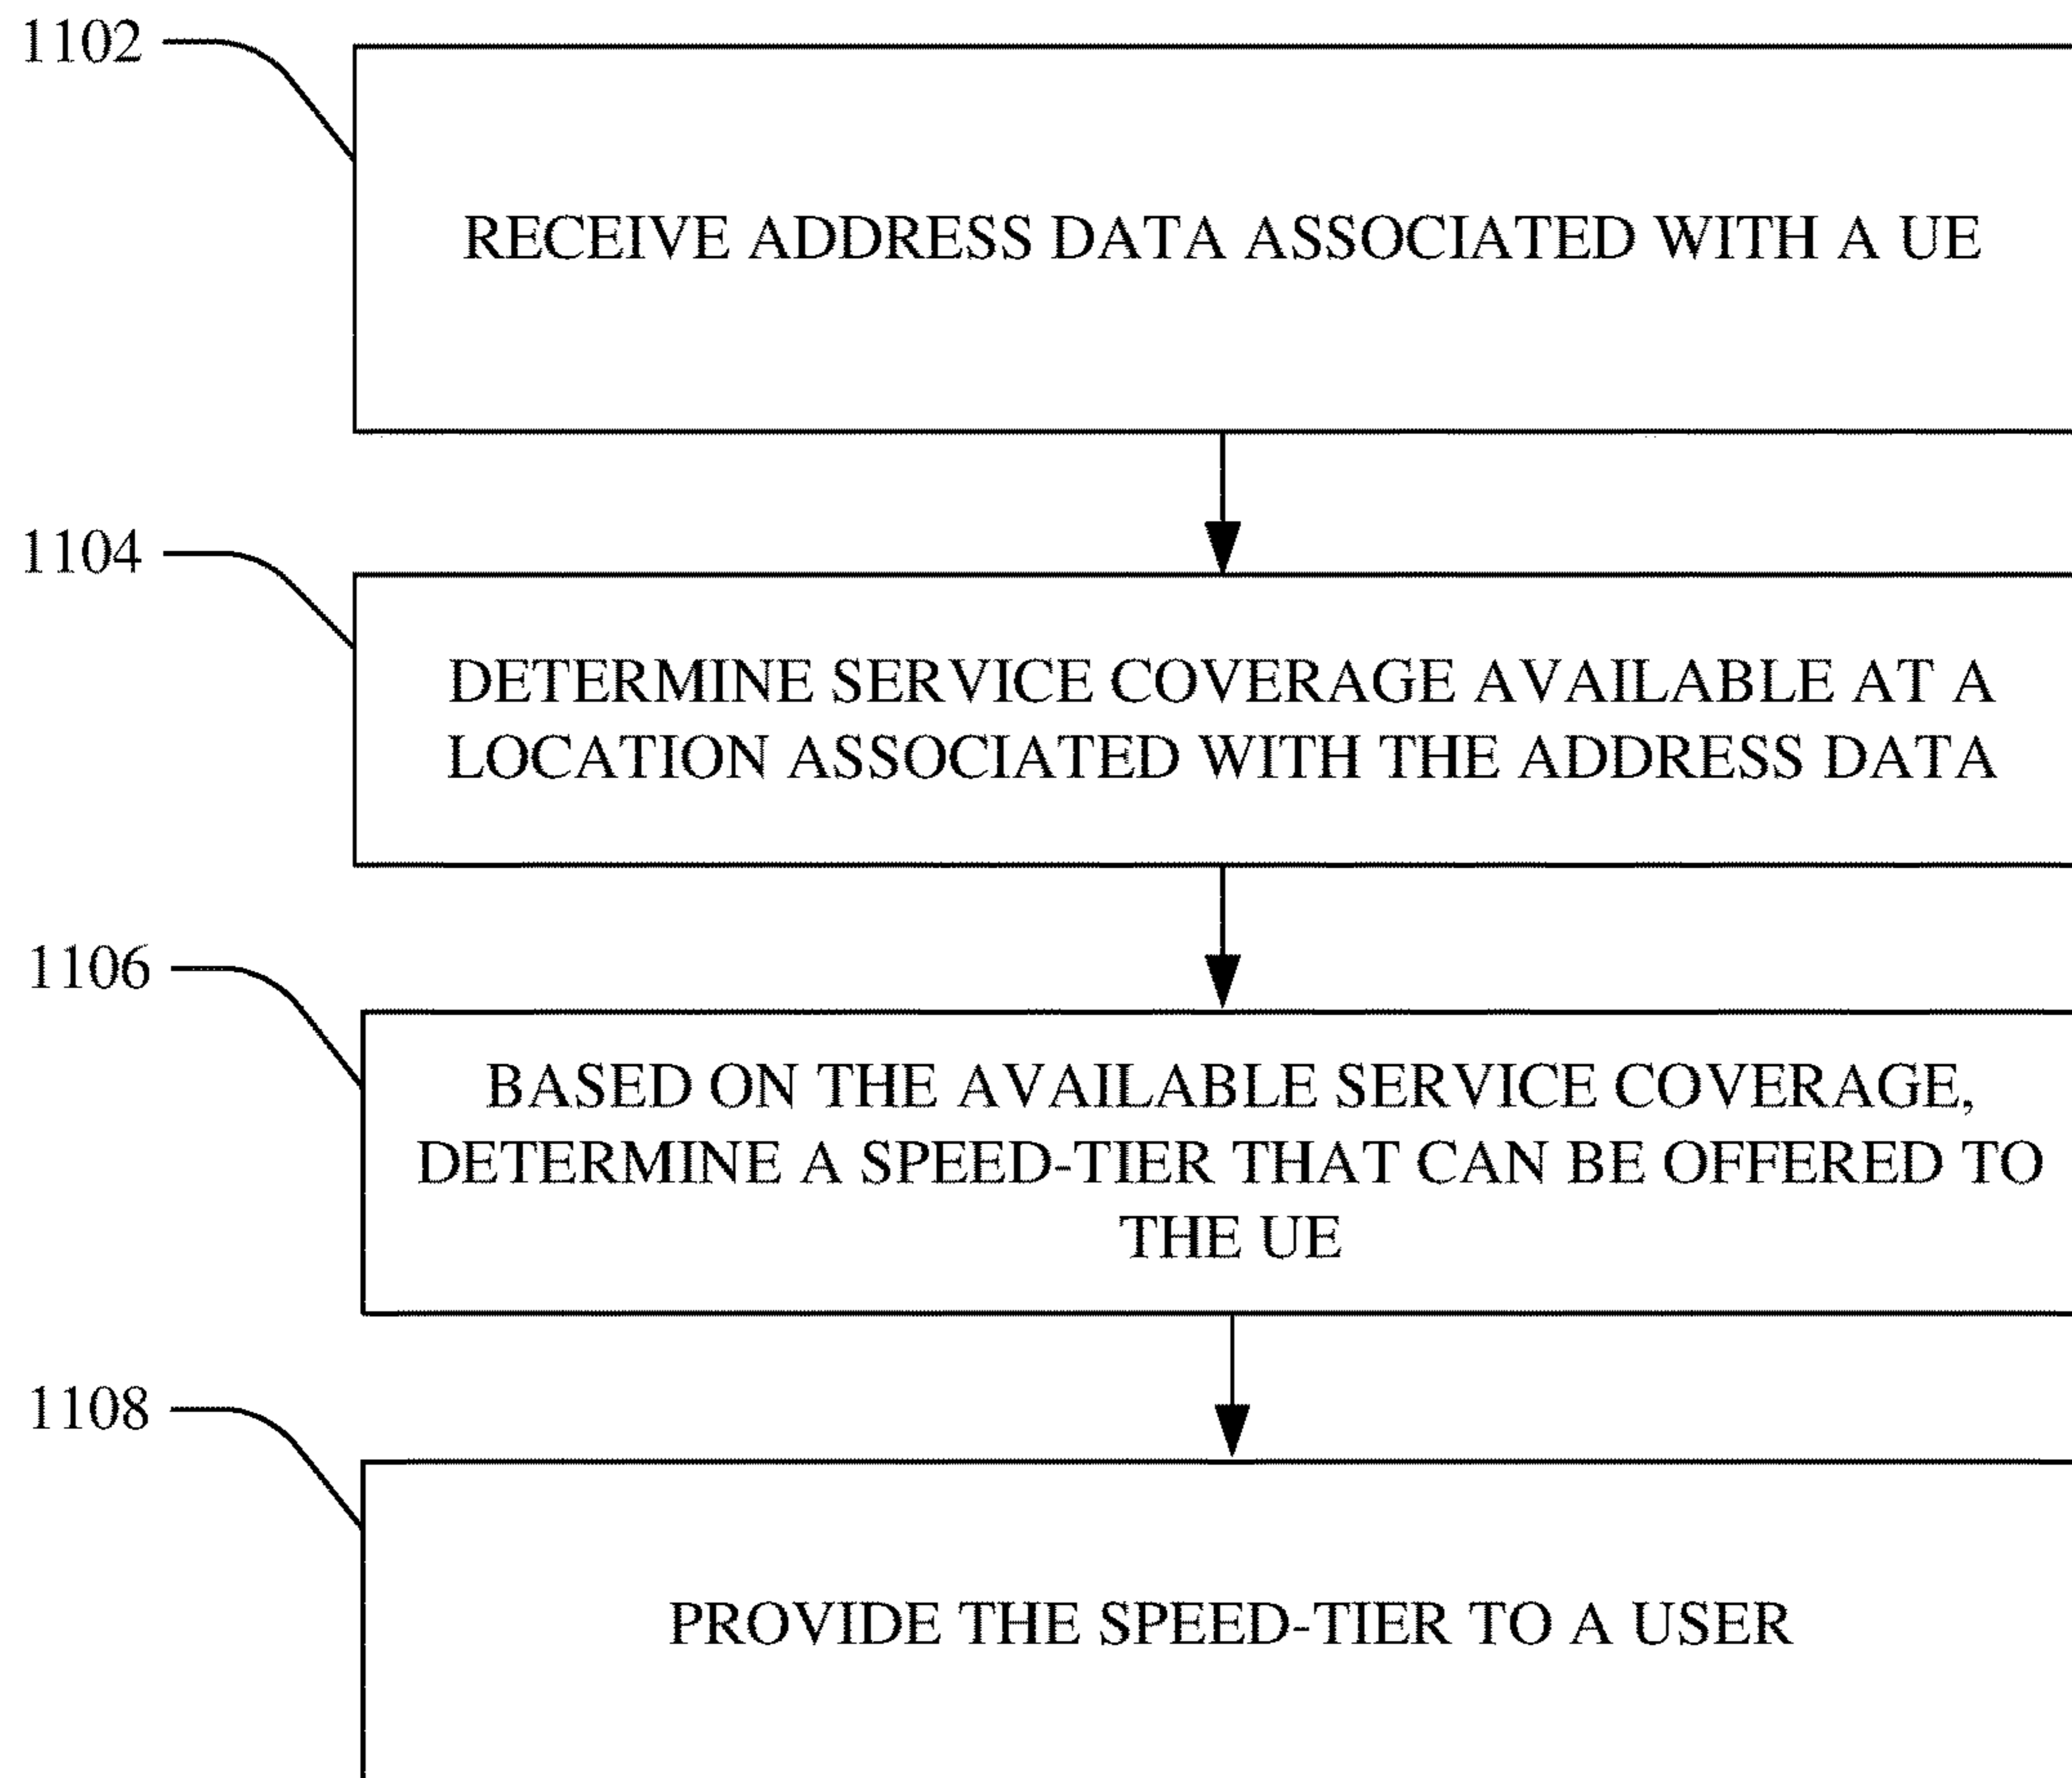 1102
RECEIVE ADDRESS DATA ASSOCIATED WITH A UE
1104
DETERMINE SERVICE COVERAGE AVAILABLE AT A
LOCATION ASSOCIATED WITH THE ADDRESS DATA
1106
BASED ON THE AVAILABLE SERVICE COVERAGE,
DETERMINE A SPEED-TIER THAT CAN BE OFFERED TO
THE UE
1108
PROVIDE THE SPEED-TIER TO A USER